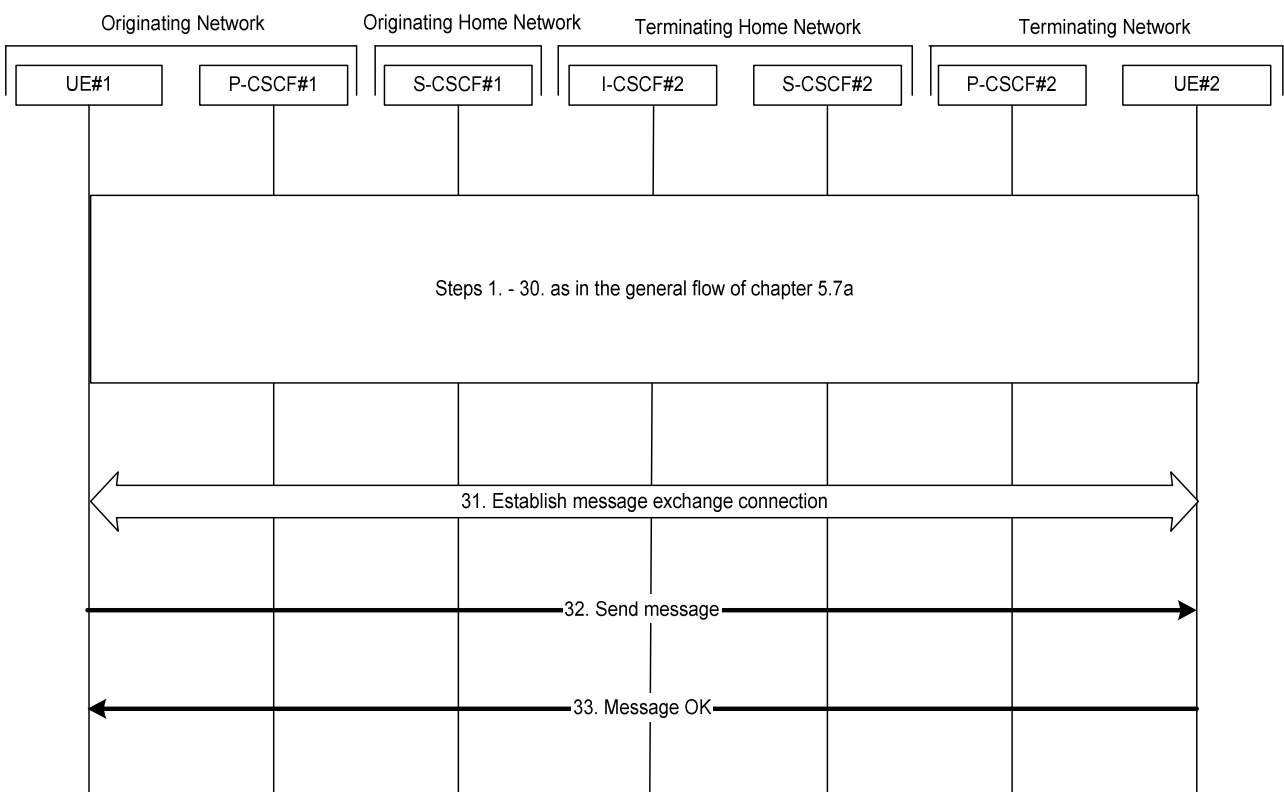 Originating Network
Originating Home Network
Terminating Home Network
Terminating Network
UE#1
P-CSCF#1
S-CSCF#1
I-CSCF#2
S-CSCF#2
P-CSCF#2
UE#2
Steps 1. - 30. as in the general flow of chapter 5.7a
31. Establish message exchange connection
32. Send message
33. Message OK